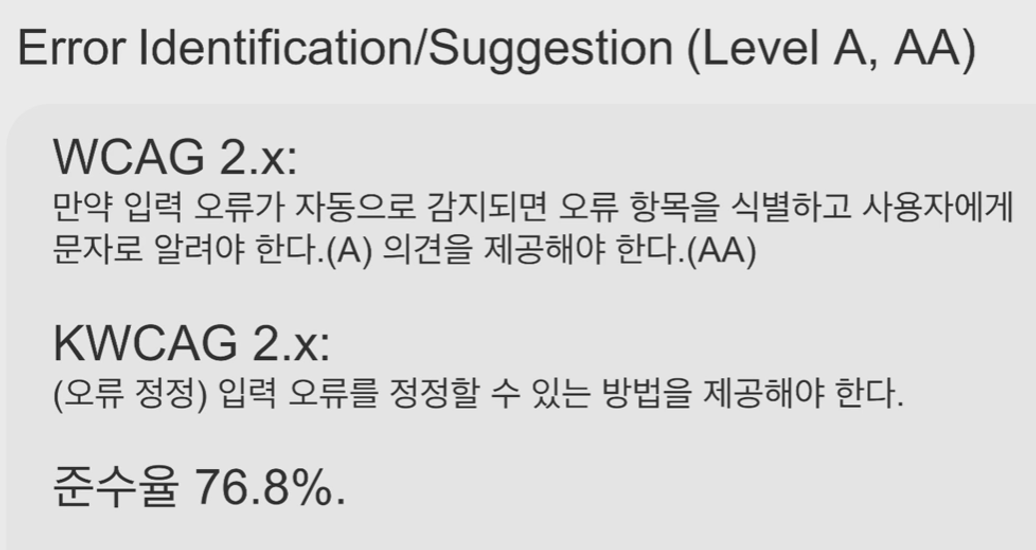 Error Identification/Suggestion (Level A, AA)
WCAG 2.x:
만약 입력 오류가 자동으로 감지되면 오류 항목을 식별하고 사용자에게
문자로 알려야 한다.(A) 의견을 제공해야 한다.(AA)
KWCAG 2.x:
(오류 정정) 입력 오류를 정정할 수 있는 방법을 제공해야 한다.
준수율 76.8%.